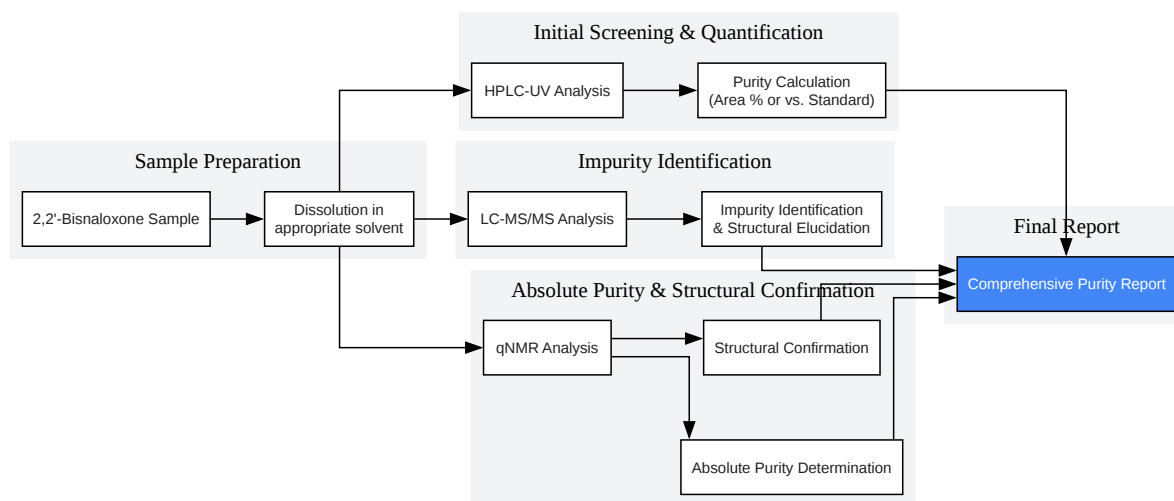 Initial Screening & Quantification
HPLC-UV Analysis
Purity Calculation
(Area % or vs. Standard)
Sample Preparation
2,2'-Bisnaloxone Sample
Dissolution in
appropriate solvent
Impurity Identification
LC-MS/MS Analysis
Impurity Identification
& Structural Elucidation
Final Report
Comprehensive Purity Report
Absolute Purity & Structural Confirmation
qNMR Analysis
Structural Confirmation
Absolute Purity Determination